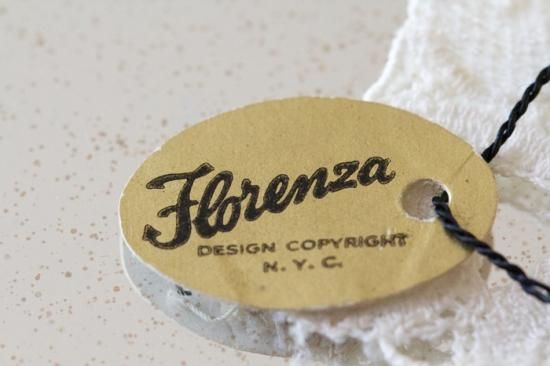 Florenza
DESIGN COPYRIGHT
N. Y. C.